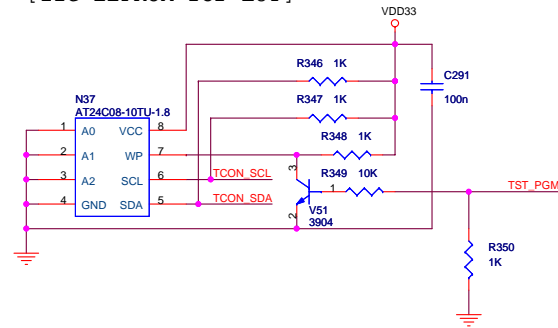 VDD33
R346 1K
C291
R347 1K
100n
N37
AT24C08-10TU-1.8
R348 1K
1 A0 VCC 8
2 A1 WP 7
3 A2 SCL 6 TCON_SCL
4 GND SDA 5 TCON_SDA
3
R349 10K
1
TST_PGM
2
V51
3904
R350
1K